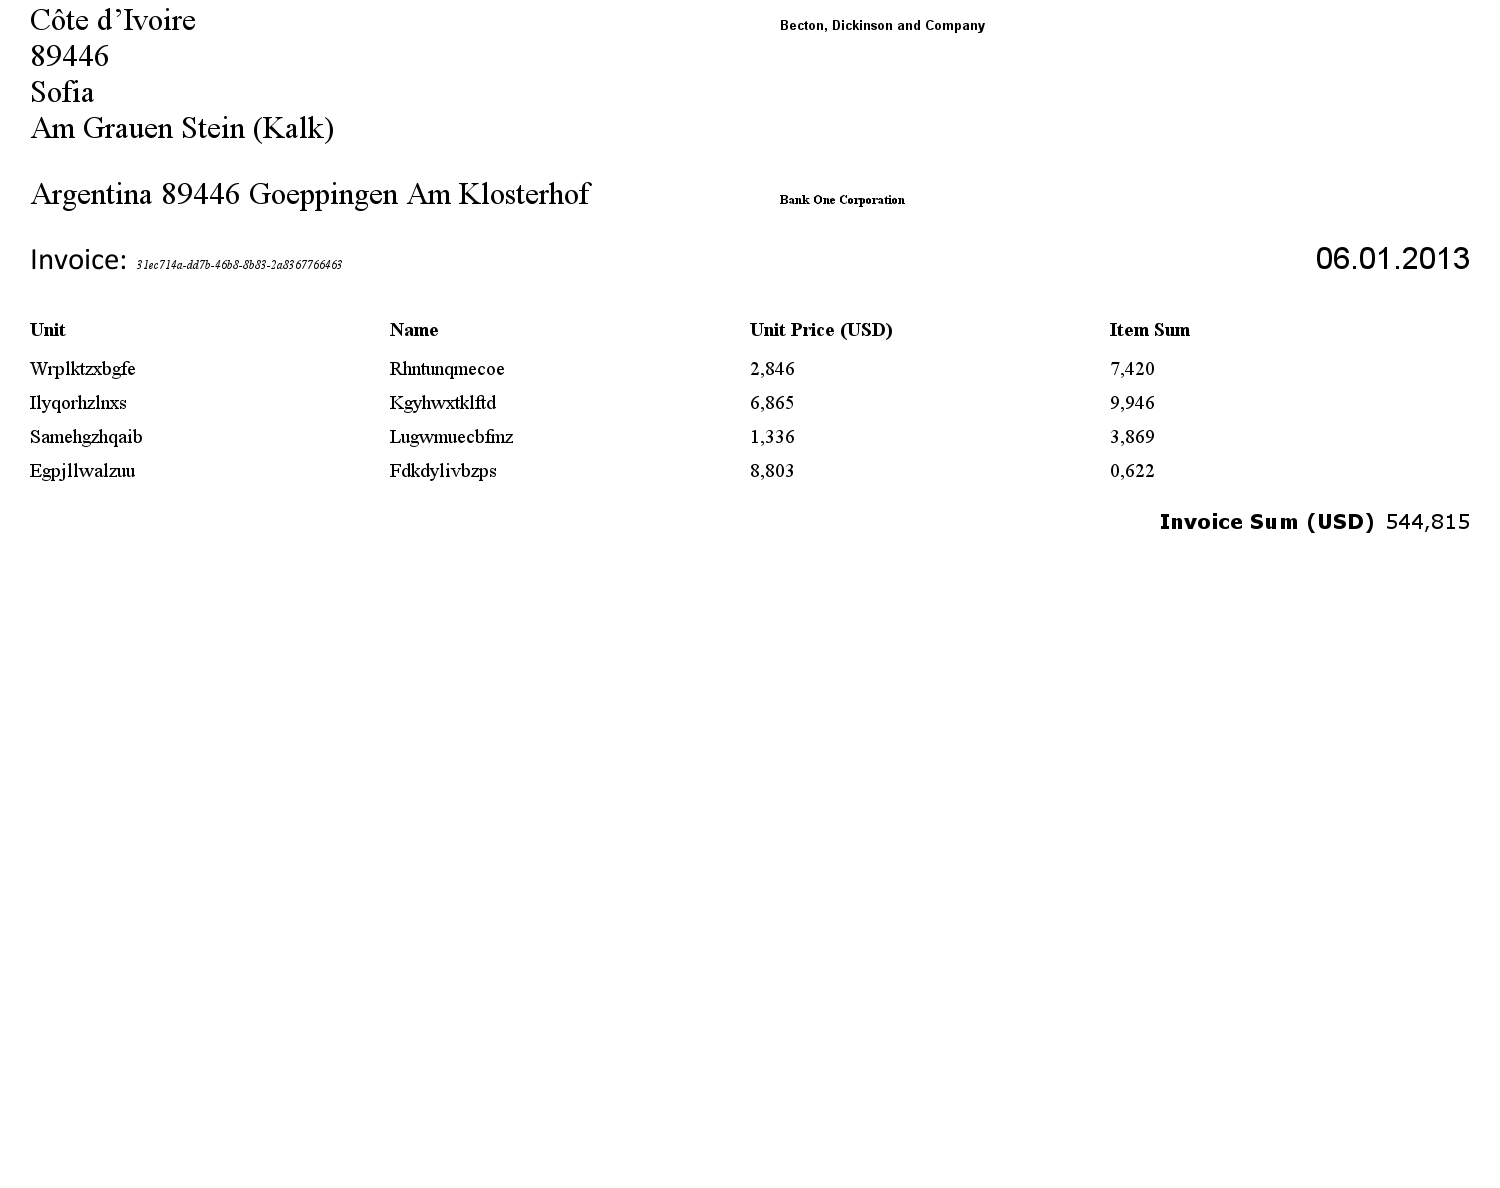 Côte d’Ivoire
89446
Sofia
Am Grauen Stein (Kalk)
Becton, Dickinson and Company
Argentina 89446 Goeppingen Am Klosterhof
Bank One Corporation
Invoice: 31ec714a-dd7b-46b8-8b83-2a8367766463
06.01.2013
Unit Name Unit Price (USD) Item Sum
Wrplktzxbgfe Rhntunqmecoe 2,846 7,420
Ilyqorhzlnxs Kgyhwxtklftd 6,865 9,946
Samehgzhqaib Lugwmuecbfmz 1,336 3,869
Egpjllwalzuu Fdkdylivbzps 8,803 0,622
Invoice Sum (USD) 544,815